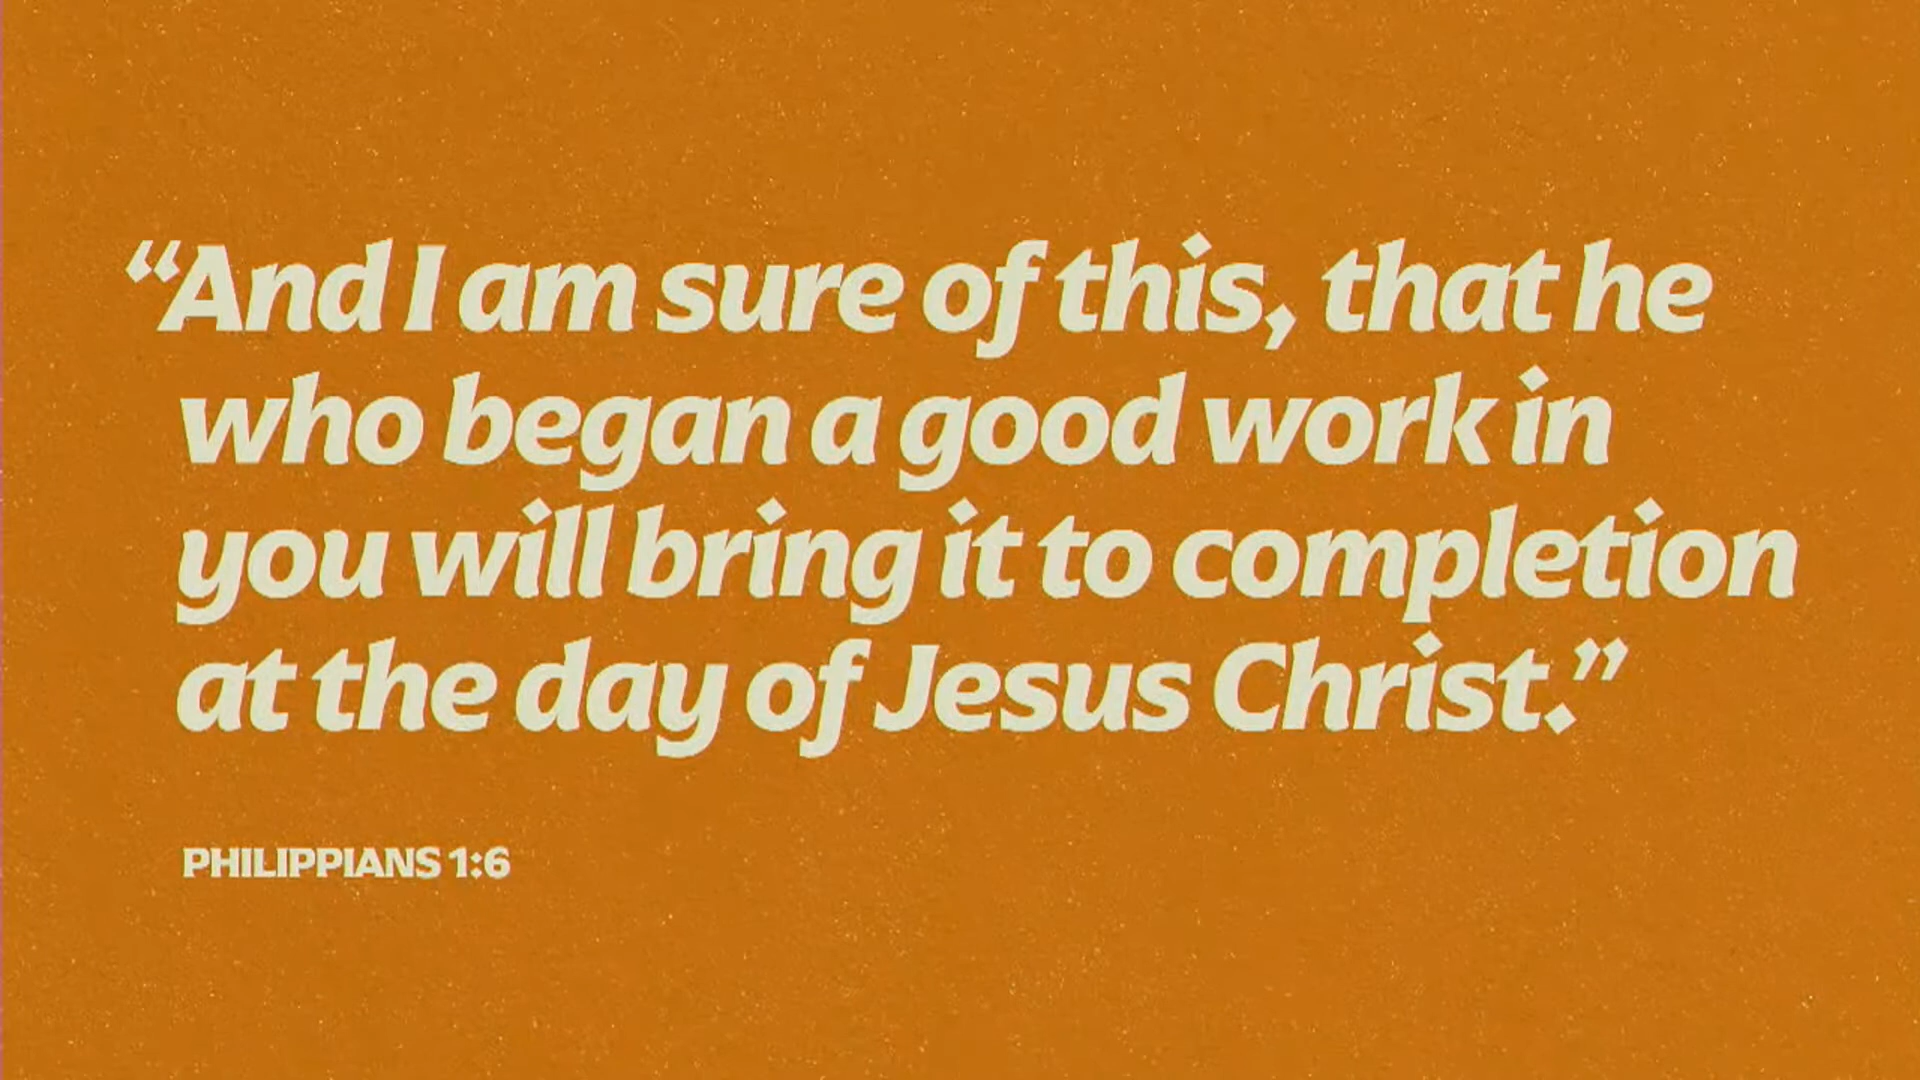 “And I am sure of this, that he
who began a good work in
you will bring it to completion
at the day of Jesus Christ.”
PHILIPPIANS 1:6